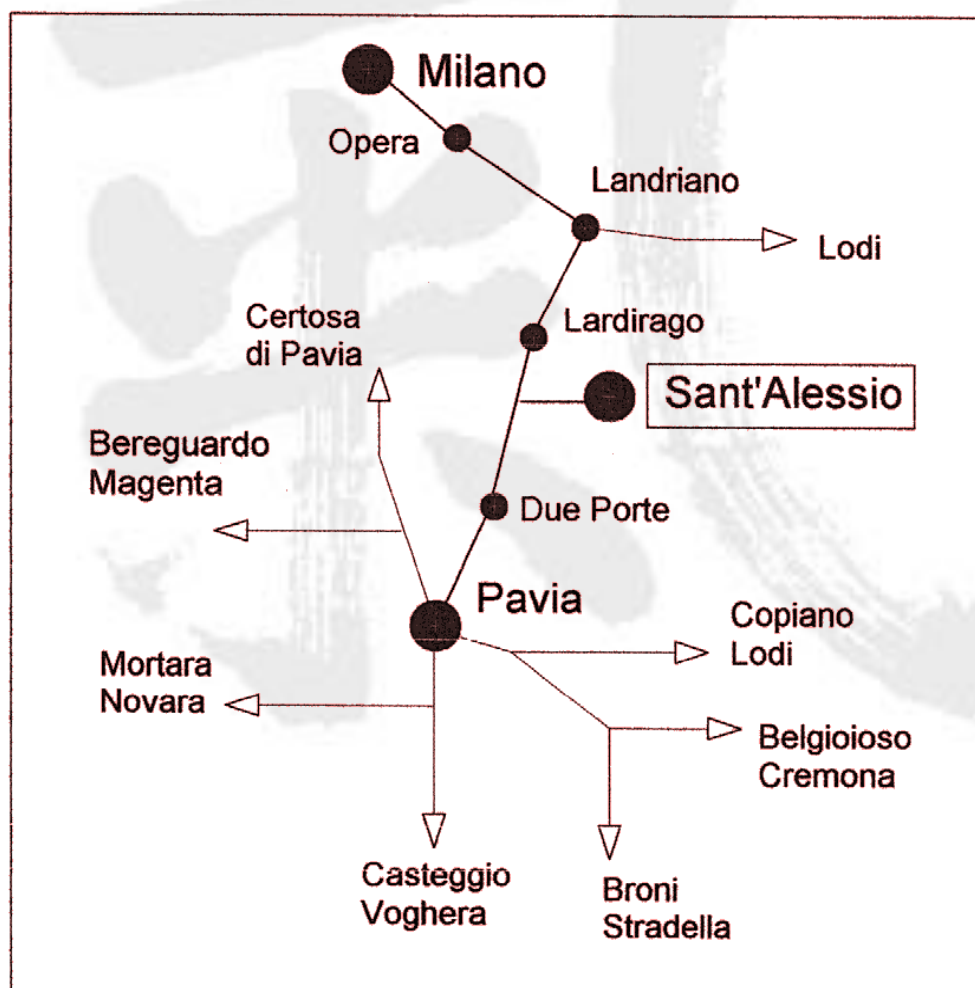 Milano
Opera
Landriano
Lodi
Certosa
di Pavia
Lardirago
Sant'Alessio
Bereguardo
Magenta
Due Porte
Pavia
Copiano
Lodi
Mortara
Novara
Belgioioso
Cremona
Casteggio
Voghera
Broni
Stradella